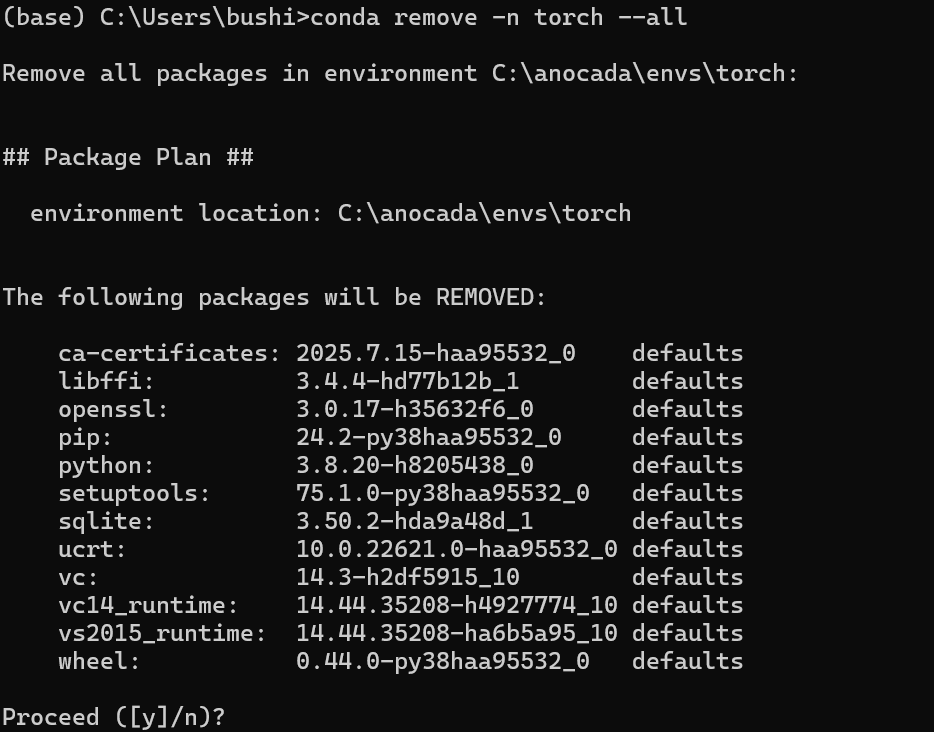 (base) C:\Users\bushi>conda remove -n torch --all
Remove all packages in environment C:\anocada\envs\torch:
## Package Plan ##
environment location: C:\anocada\envs\torch
The following packages will be REMOVED:
ca-certificates: 2025.7.15-haa95532_0 defaults
libffi: 3.4.4-hd77b12b_1 defaults
openssl: 3.0.17-h35632f6_0 defaults
pip: 24.2-py38haa95532_0 defaults
python: 3.8.20-h8205438_0 defaults
setuptools: 75.1.0-py38haa95532_0 defaults
sqlite: 3.50.2-hda9a48d_1 defaults
ucrt: 10.0.22621.0-haa95532_0 defaults
vc: 14.3-h2df5915_10 defaults
vc14_runtime: 14.44.35208-h4927774_10 defaults
vs2015_runtime: 14.44.35208-ha6b5a95_10 defaults
wheel: 0.44.0-py38haa95532_0 defaults
Proceed ([y]/n)?